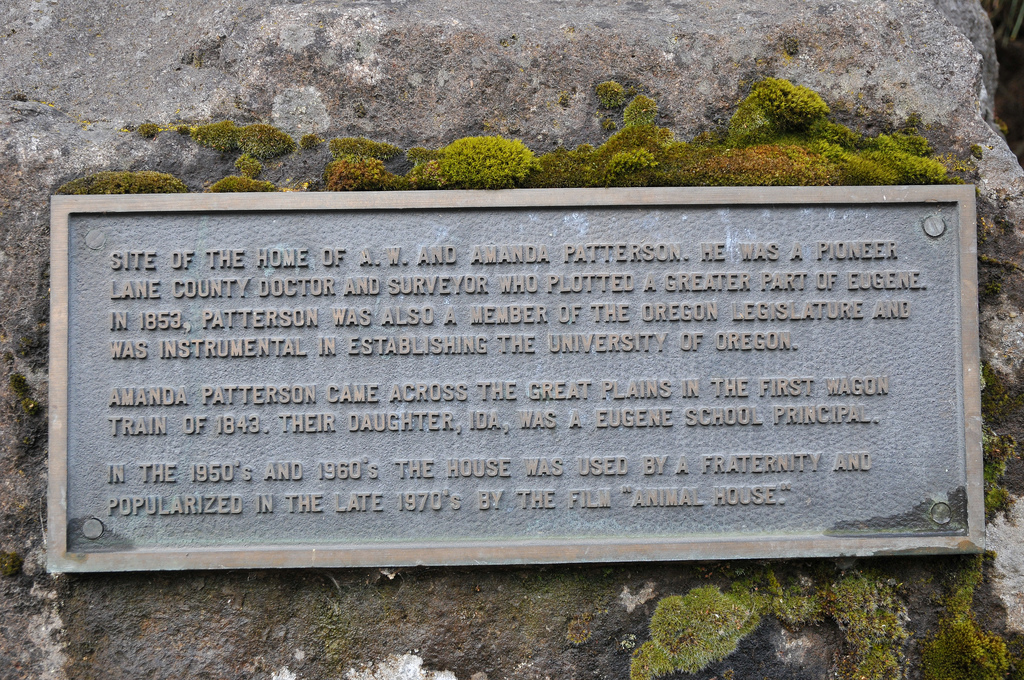 SITE OF THE HOME OF A. W. AND AMANDA PATTERSON. HE WAS A PIONEER
LANE COUNTY DOCTOR AND SURVEYOR WHO PLOTTED A GREATER PART OF EUGENE.
IN 1853, PATTERSON WAS ALSO A MEMBER OF THE OREGON LEGISLATURE AND
WAS INSTRUMENTAL IN ESTABLISHING THE UNIVERSITY OF OREGON.
AMANDA PATTERSON CAME ACROSS THE GREAT PLAINS IN THE FIRST WAGON
TRAIN OF 1843. THEIR DAUGHTER, IDA, WAS A EUGENE SCHOOL PRINCIPAL.
IN THE 1950's AND 1960's THE HOUSE WAS USED BY A FRATERNITY AND
POPULARIZED IN THE LATE 1970's BY THE FILM "ANIMAL HOUSE."